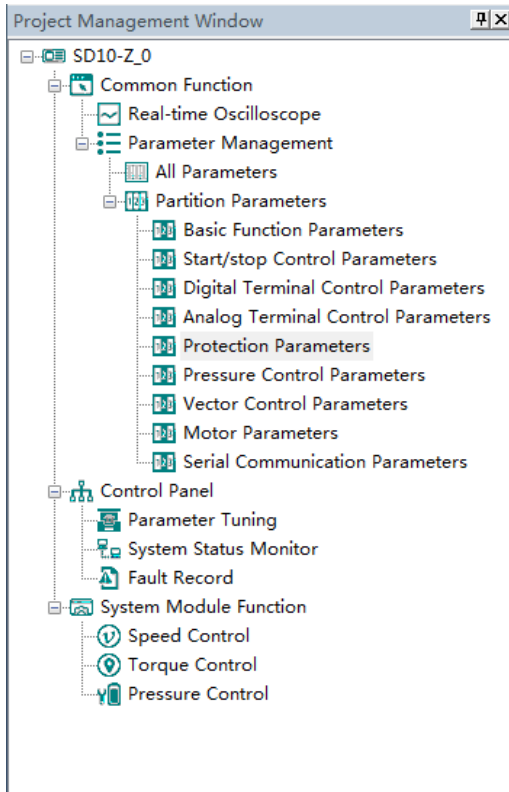 Project Management Window
SD10-Z_0
Common Function
Real-time Oscilloscope
Parameter Management
All Parameters
Partition Parameters
Basic Function Parameters
Start/stop Control Parameters
Digital Terminal Control Parameters
Analog Terminal Control Parameters
Protection Parameters
Pressure Control Parameters
Vector Control Parameters
Motor Parameters
Serial Communication Parameters
Control Panel
Parameter Tuning
System Status Monitor
Fault Record
System Module Function
Speed Control
Torque Control
Pressure Control